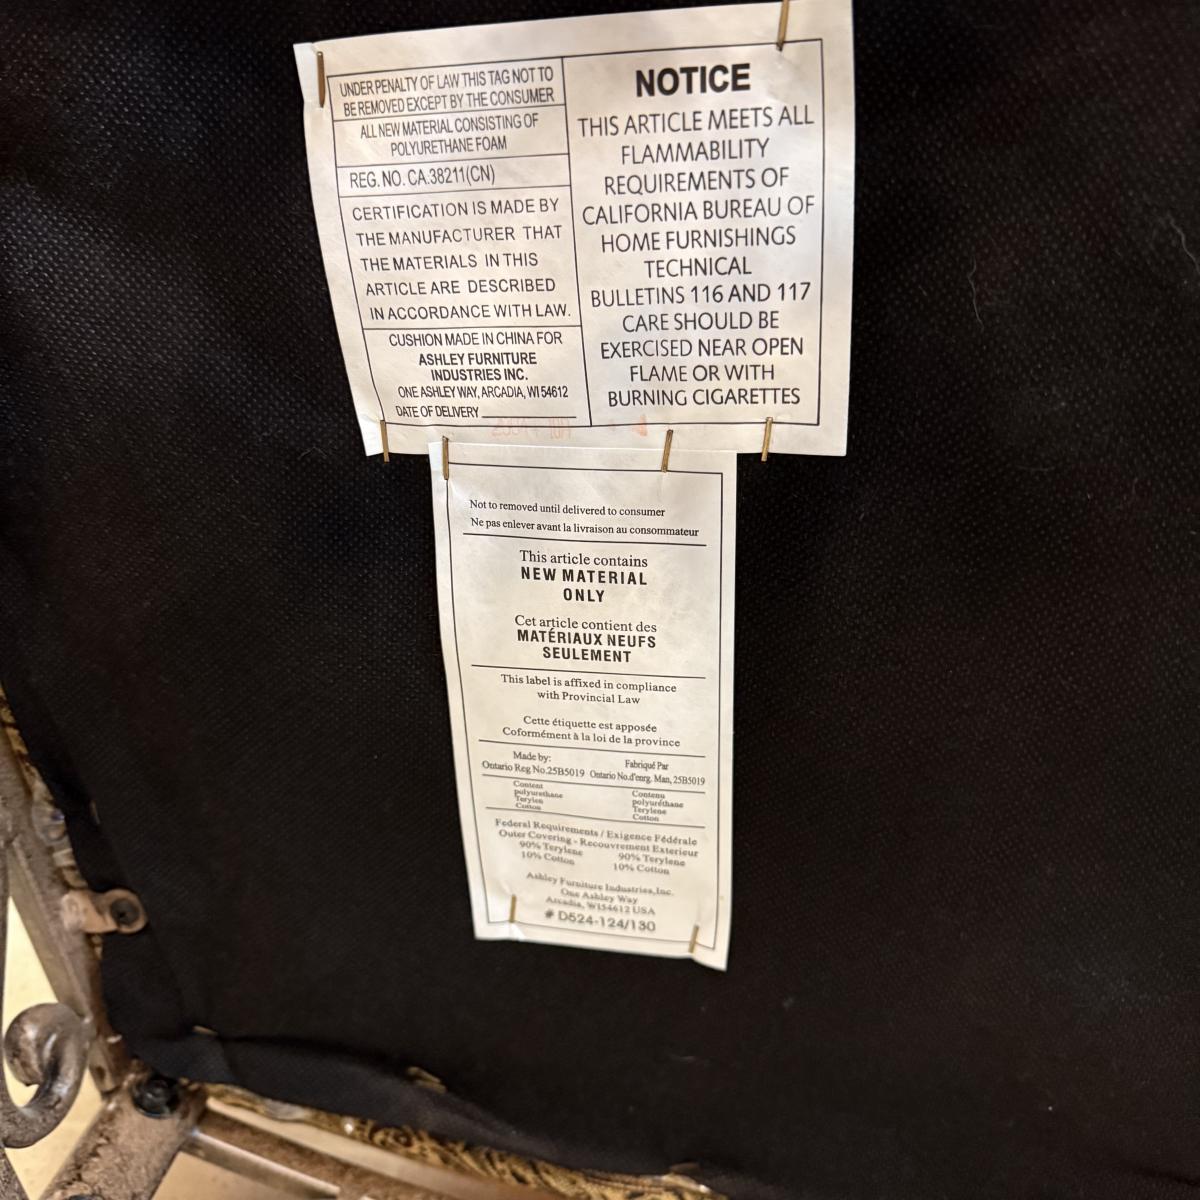 UNDER PENALTY OF LAW THIS TAG NOT TO
BE REMOVED EXCEPT BY THE CONSUMER
ALL NEW MATERIAL CONSISTING OF
POLYURETHANE FOAM
REG. NO. CA.38211(CN)
CERTIFICATION IS MADE BY
THE MANUFACTURER THAT
THE MATERIALS IN THIS
ARTICLE ARE DESCRIBED
IN ACCORDANCE WITH LAW.
CUSHION MADE IN CHINA FOR
ASHLEY FURNITURE
INDUSTRIES INC.
ONE ASHLEY WAY, ARCADIA, WI 54612
DATE OF DELIVERY
NOTICE
THIS ARTICLE MEETS ALL
FLAMMABILITY
REQUIREMENTS OF
CALIFORNIA BUREAU OF
HOME FURNISHINGS
TECHNICAL
BULLETINS 116 AND 117
CARE SHOULD BE
EXERCISED NEAR OPEN
FLAME OR WITH
BURNING CIGARETTES
Not to removed until delivered to consumer
Ne pas enlever avant la livraison au consommateur
This article contains
NEW MATERIAL
ONLY
Cet article contient des
MATÉRIAUX NEUFS
SEULEMENT
This label is affixed in compliance
with Provincial Law
Cette étiquette est apposée
Coformément à la loi de la province
Made by:
Ontario Reg No.25B5019
Fabriqué Par
Ontario No.d'enrg. Man, 25B5019
Content
polyurethane
Terylen
Cotton
Contenu
polyuréthane
Terylene
Cotton
Federal Requirements / Exigence Fédérale
Outer Covering - Recouvrement Exterieur
90% Terylene 90% Terylene
10% Cotton 10% Cotton
Ashley Furniture Industries,Inc.
One Ashley Way
Arcadia, WI54612 USA
# D524-124/130